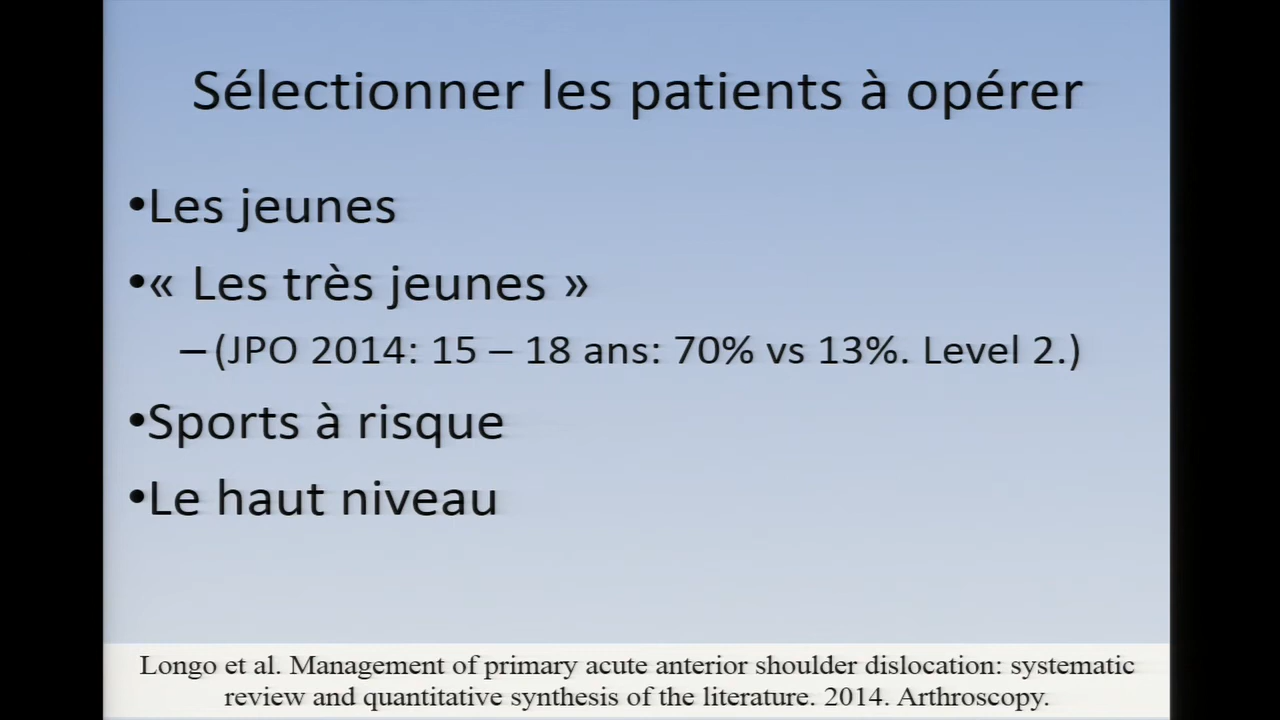 Sélectionner les patients à opérer
•Les jeunes
•« Les très jeunes »
–(JPO 2014: 15 – 18 ans: 70% vs 13%. Level 2.)
•Sports à risque
•Le haut niveau
Longo et al. Management of primary acute anterior shoulder dislocation: systematic
review and quantitative synthesis of the literature. 2014. Arthroscopy.